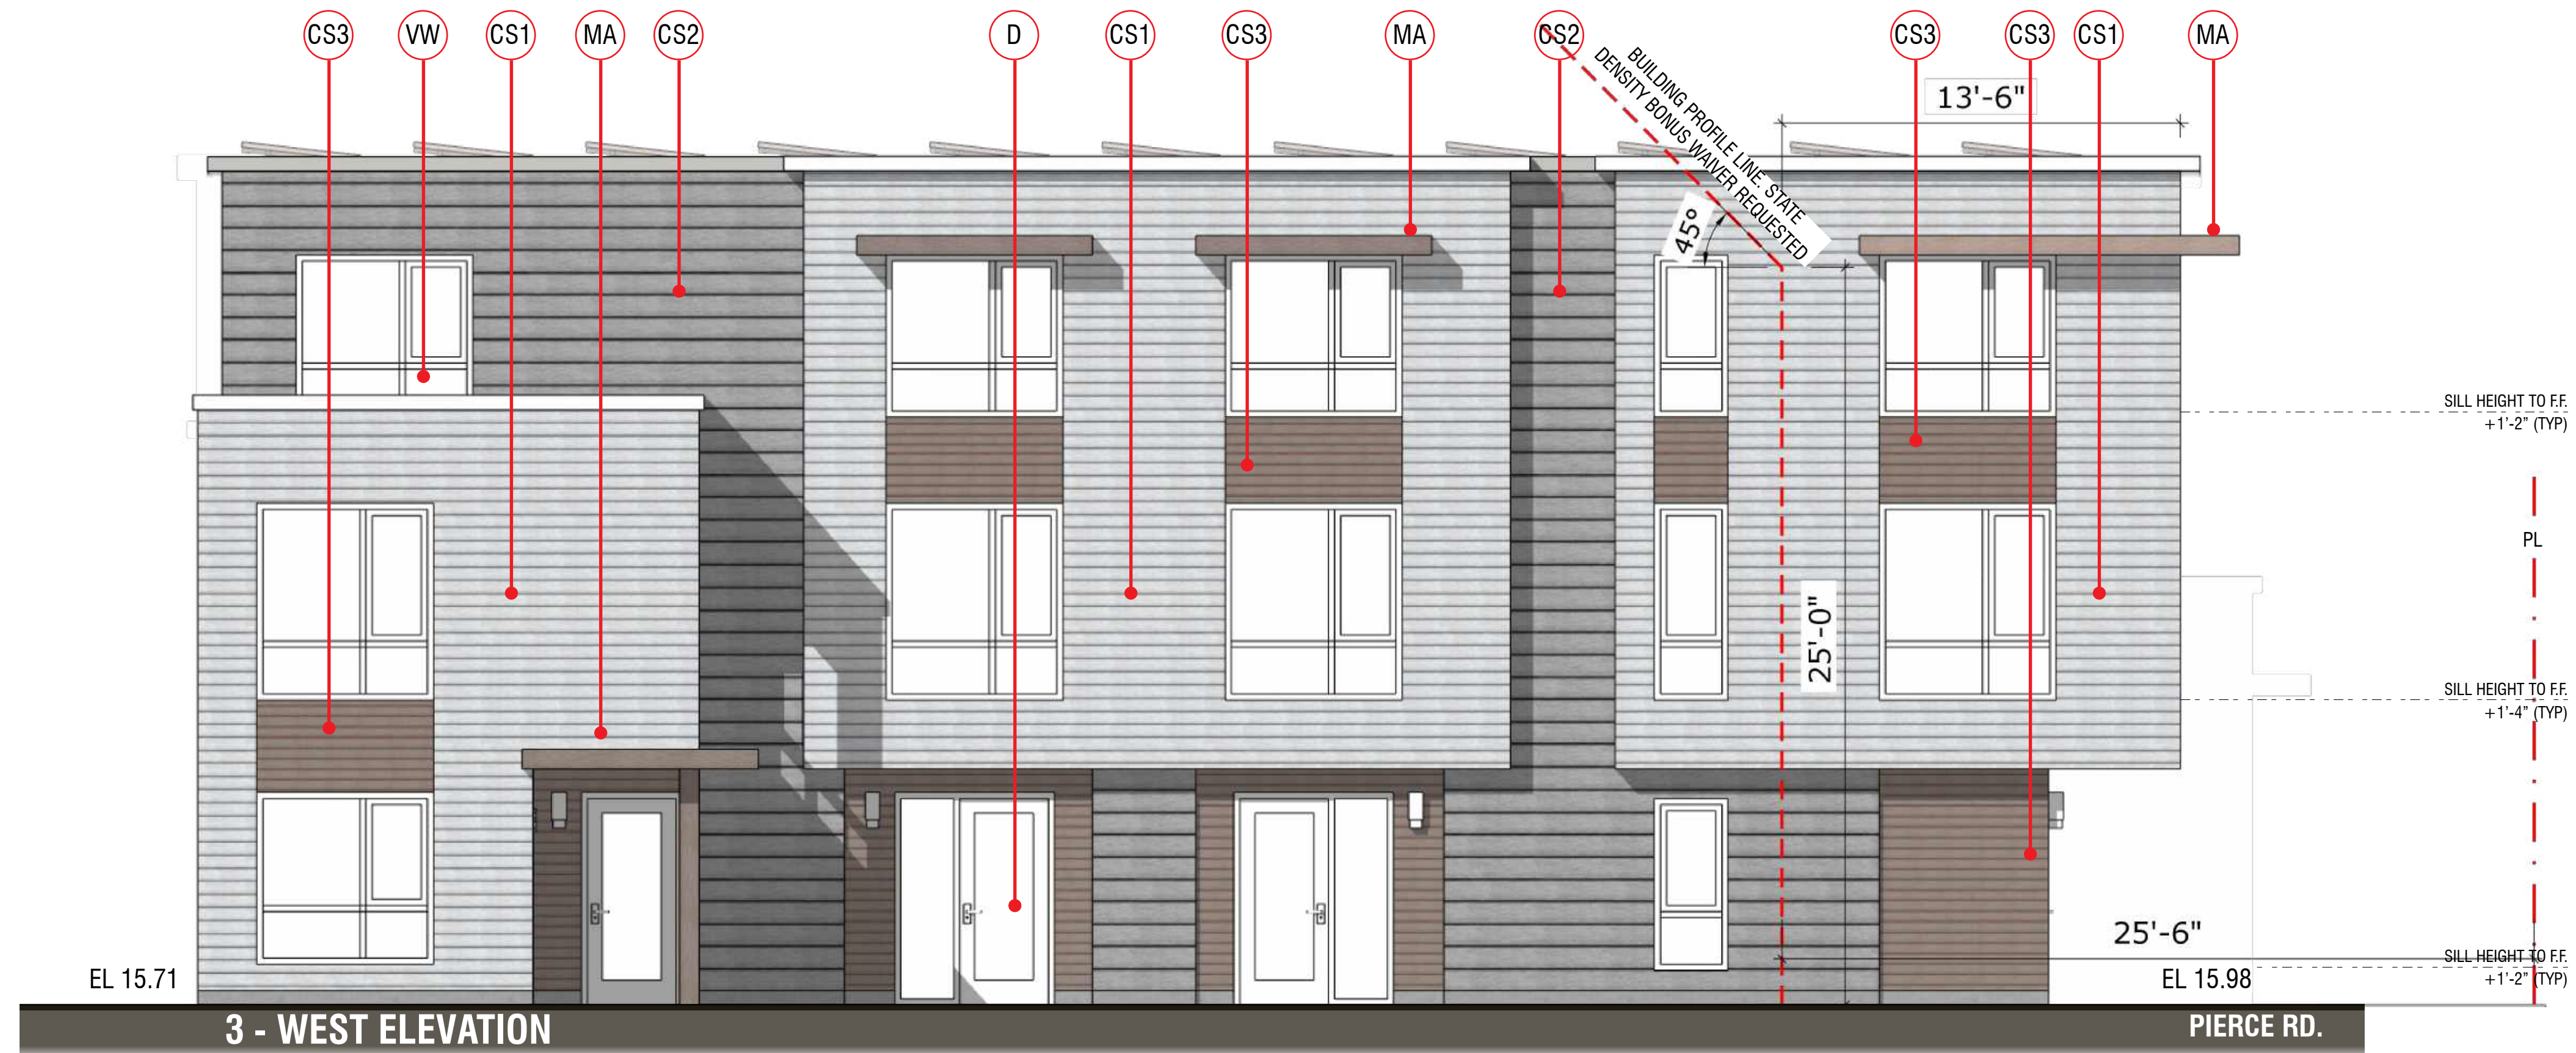 CS3 VW CS1 MA CS2 D CS1 CS3 MA CS2 CS3 CS3 CS1 MA
BUILDING PROFILE LINE. STATE
DENSITY BONUS WAIVER REQUESTED
13'-6"
45°
SILL HEIGHT TO F.F.
+1'-2" (TYP)
PL
25'-0"
SILL HEIGHT TO F.F.
+1'-4" (TYP)
25'-6"
SILL HEIGHT TO F.F.
+1'-2" (TYP)
EL 15.71
EL 15.98
3 - WEST ELEVATION
PIERCE RD.